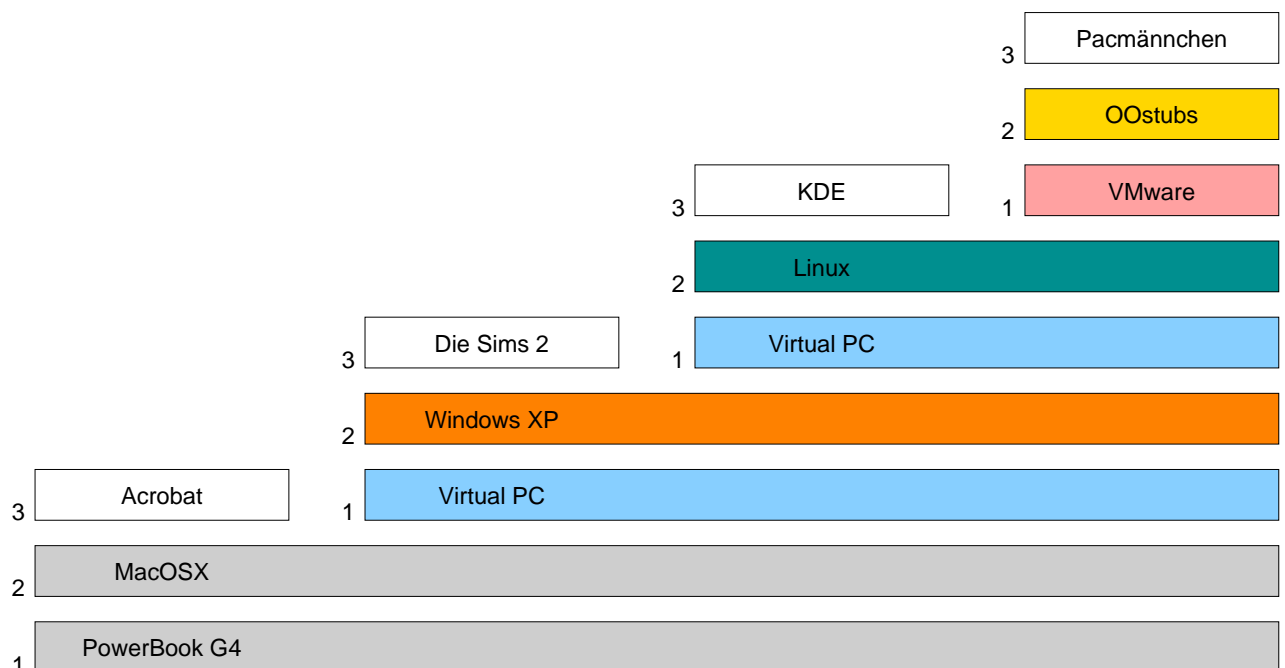 Pacmännchen
3
OOstubs
2
KDE
VMware
3
1
Linux
2
Die Sims 2
Virtual PC
3
1
Windows XP
2
Acrobat
Virtual PC
3
1
MacOSX
2
PowerBook G4
1